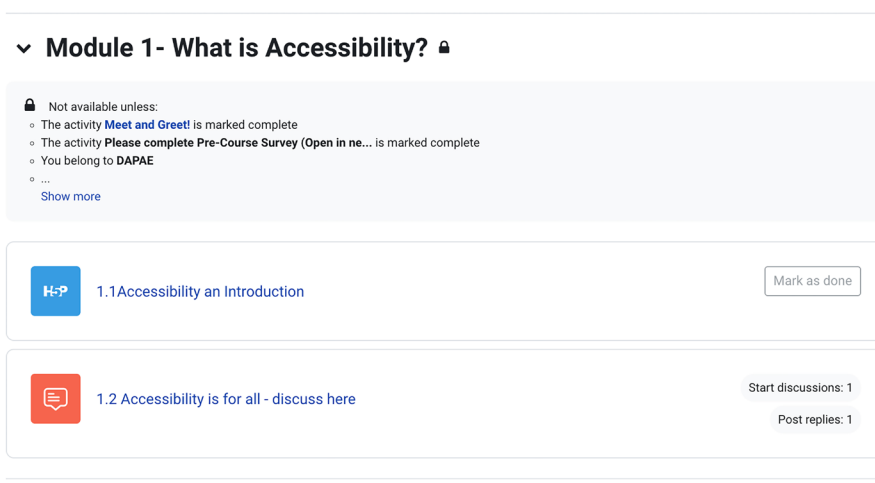 Module 1- What is Accessibility?
Not available unless:
The activity Meet and Greet! is marked complete
The activity Please complete Pre-Course Survey (Open in ne... is marked complete
You belong to DAPAE
...
Show more
H-P
1.1Accessibility an Introduction
Mark as done
1.2 Accessibility is for all - discuss here
Start discussions: 1
Post replies: 1